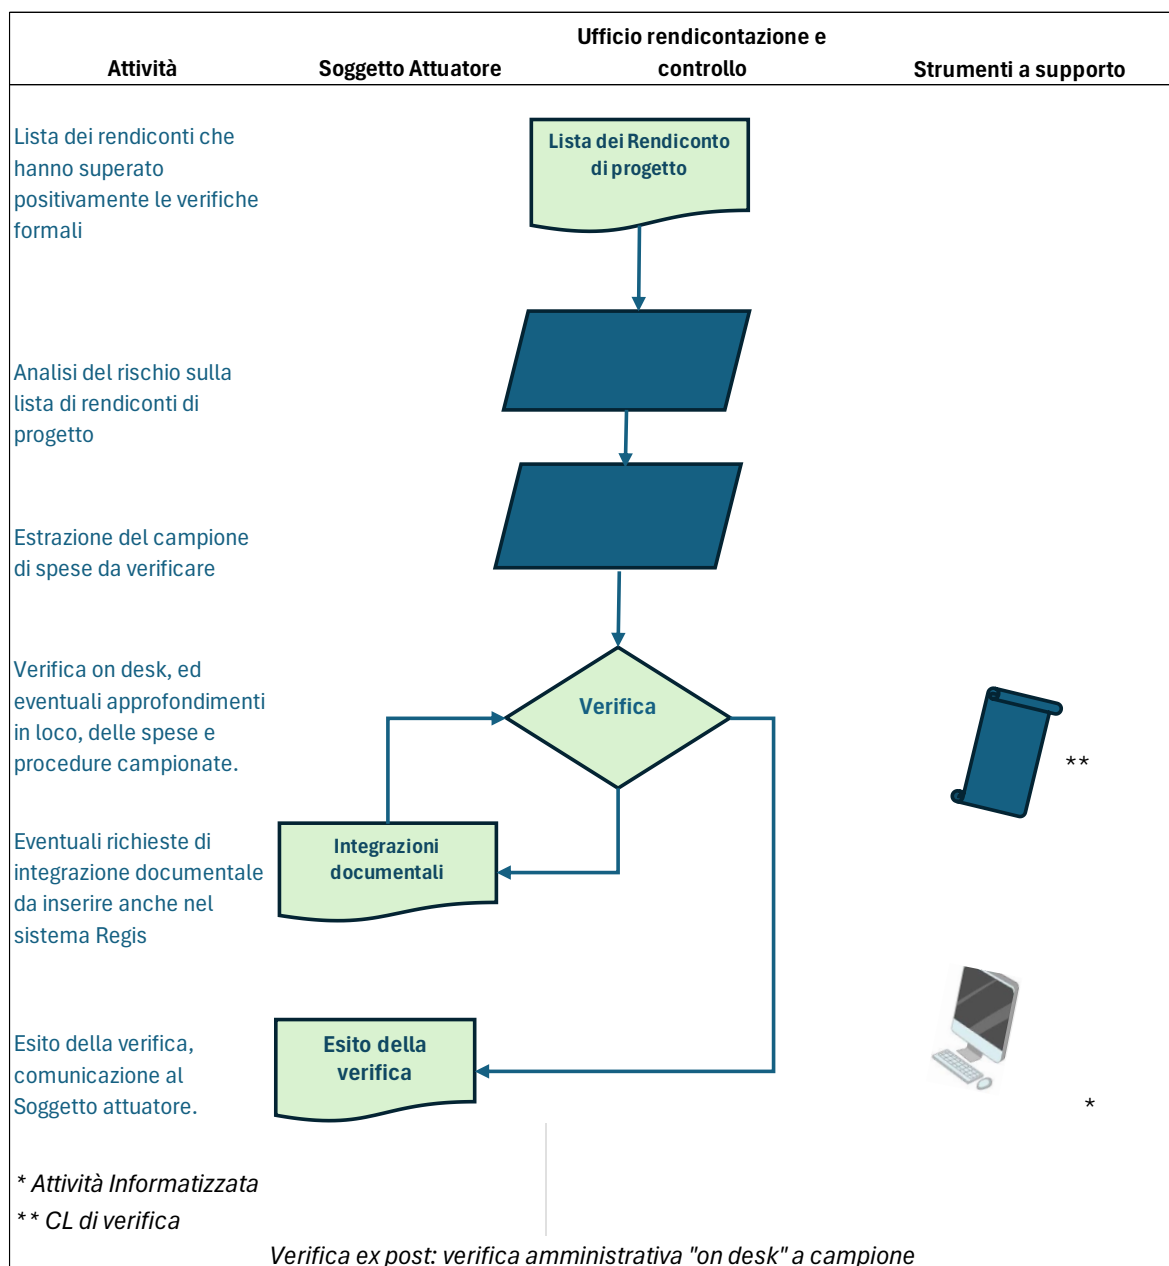 Attività
Soggetto Attuatore
Ufficio rendicontazione e
controllo
Strumenti a supporto
Lista dei rendiconti che
hanno superato
positivamente le verifiche
formali
Lista dei Rendiconto
di progetto
Analisi del rischio sulla
lista di rendiconti di
progetto
Estrazione del campione
di spese da verificare
Verifica on desk, ed
eventuali approfondimenti
in loco, delle spese e
procedure campionate.
Verifica
**
Eventuali richieste di
integrazione documentale
da inserire anche nel
sistema Regis
Integrazioni
documentali
Esito della verifica,
comunicazione al
Soggetto attuatore.
Esito della
verifica
*
* Attività Informatizzata
** CL di verifica
Verifica ex post: verifica amministrativa "on desk" a campione